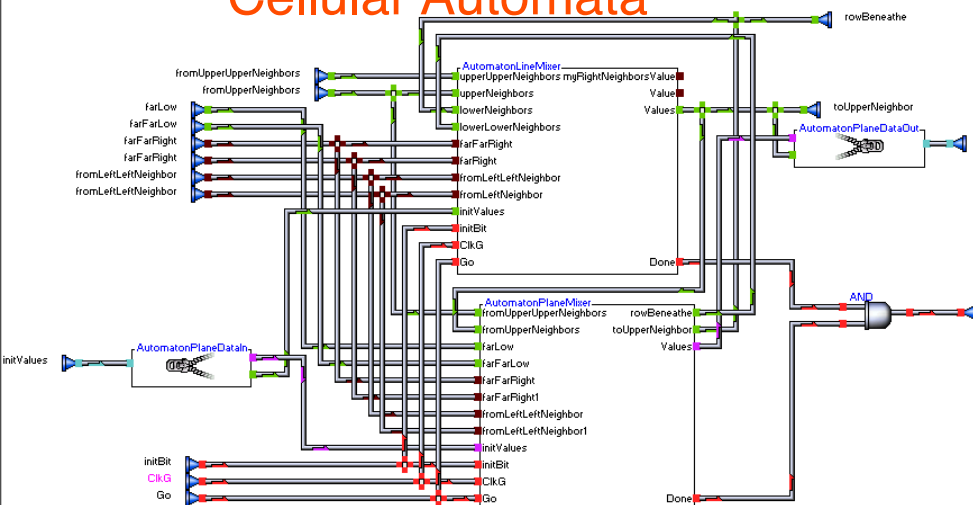 Cellular Automata
rowBeneathe
AutomatonLineMixer
fromUpperUpperNeighbors
upperUpperNeighbors myRightNeighborsValue
fromUpperNeighbors
upperNeighbors Value
farLow
lowerNeighbors Values
toUpperNeighbor
farFarLow
lowerLowerNeighbors
AutomatonPlaneDataOut
farFarRight
farFarRight
farFarRight
farRight
fromLeftLeftNeighbor
fromLeftLeftNeighbor
fromLeftLeftNeighbor
fromLeftNeighbor
initValues
initBit
ClkG
Go Done
AND
AutomatonPlaneMixer
fromUpperUpperNeighbors rowBeneathe
fromUpperNeighbors toUpperNeighbor
AutomatonPlaneDataIn
farLow Values
initValues
farFarLow
farFarRight
farFarRight1
fromLeftLeftNeighbor
fromLeftLeftNeighbor1
initValues
initBit
initBit
ClkG
ClkG
Go
Go Done